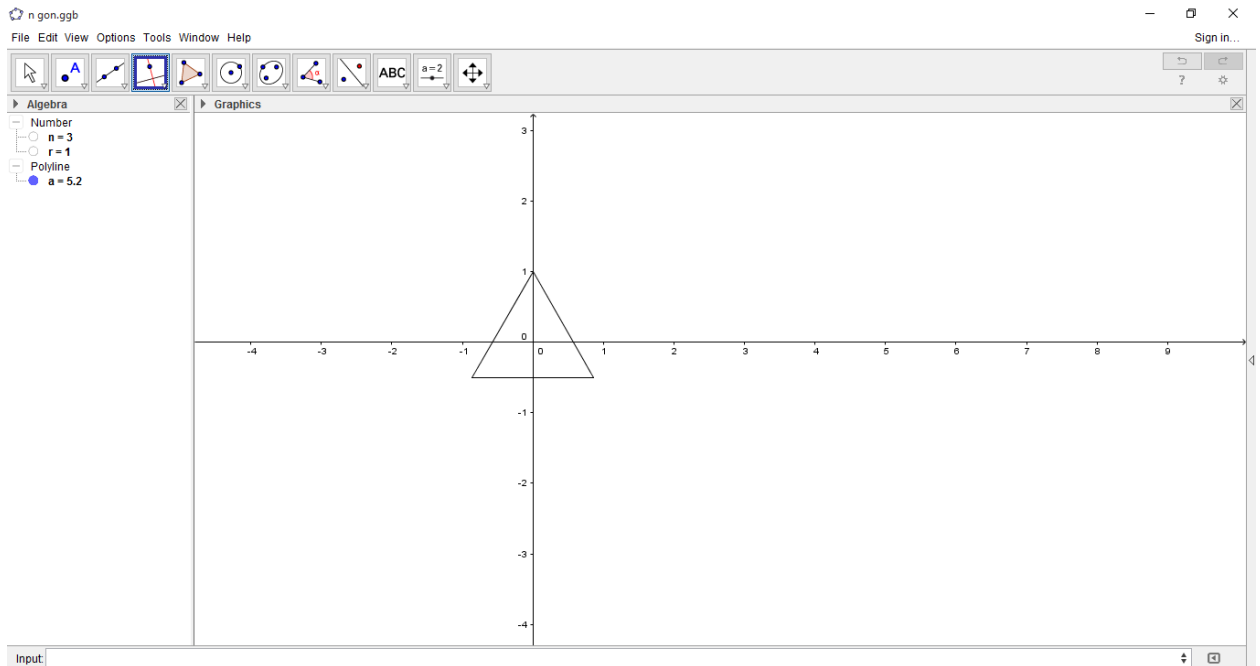 n gon.ggb
File Edit View Options Tools Window Help
Sign in...
A
α
ABC
a=2
?
Algebra
Graphics
Number
n = 3
r = 1
Polyline
a = 5.2
3
2
1
0
-4 -3 -2 -1 0 1 2 3 4 5 6 7 8 9
-1
-2
-3
-4
Input: